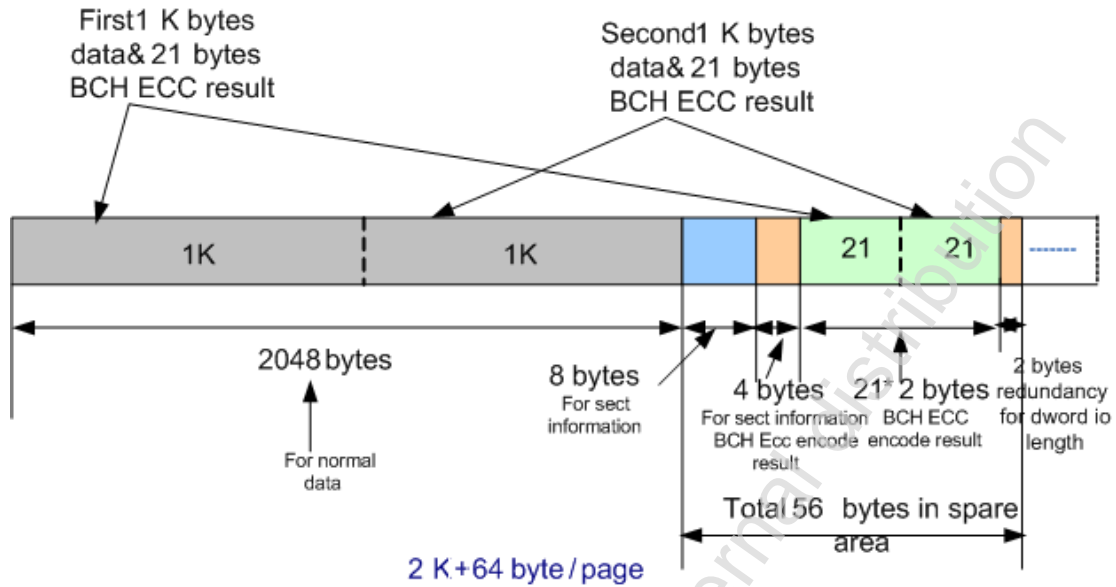 First1 K bytes
data& 21 bytes
BCH ECC result
Second1 K bytes
data& 21 bytes
BCH ECC result
1K
1K
21
21
2048 bytes
For normal
data
8 bytes
For sect
information
4 bytes
For sect information
BCH Ecc encode
result
21* 2 bytes
BCH ECC
encode result
2 bytes
redundancy
for dword io
length
Total 56 bytes in spare
area
2 K+64 byte/page
ernal distribution